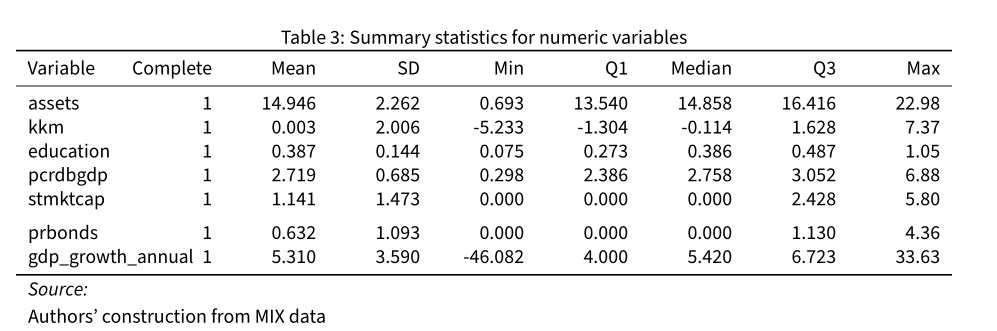 Table 3: Summary statistics for numeric variables
Variable Complete Mean SD Min Q1 Median Q3 Max
assets 1 14.946 2.262 0.693 13.540 14.858 16.416 22.98
kkm 1 0.003 2.006 -5.233 -1.304 -0.114 1.628 7.37
education 1 0.387 0.144 0.075 0.273 0.386 0.487 1.05
pcrdbgdp 1 2.719 0.685 0.298 2.386 2.758 3.052 6.88
stmktcap 1 1.141 1.473 0.000 0.000 0.000 2.428 5.80
prbonds 1 0.632 1.093 0.000 0.000 0.000 1.130 4.36
gdp_growth_annual 1 5.310 3.590 -46.082 4.000 5.420 6.723 33.63
Source:
Authors’ construction from MIX data